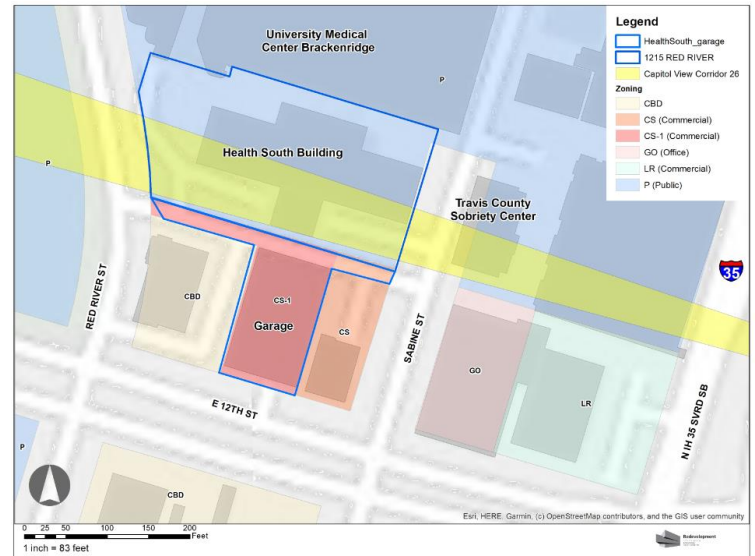 University Medical
Center Brackenridge
P
Health South Building
P
Travis County
Sobriety Center
RED RIVER ST
CBD
CS-1
Garage
CS
SABINE ST
GO
LR
E 12TH ST
N IH 35 SVRD SB
35
P
CBD
Legend
HealthSouth_garage
1215 RED RIVER
Capitol View Corridor 26
Zoning
CBD
CS (Commercial)
CS-1 (Commercial)
GO (Office)
LR (Commercial)
P (Public)
Esri, HERE, Garmin, (c) OpenStreetMap contributors, and the GIS user community
0 25 50 100 150 200
Feet
1 inch = 83 feet
Redevelopment